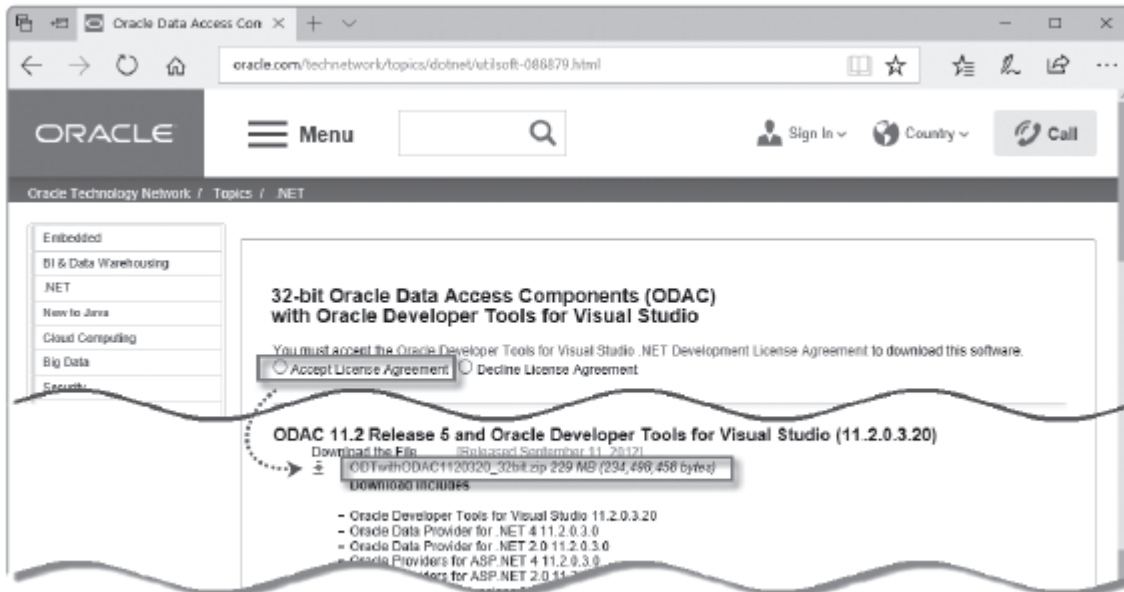 Oracle Data Access Con
oracle.com/technetwork/topics/dotnet/utilsoft-086879.html
ORACLE
Menu
Sign In
Country
Call
Oracle Technology Network / Topics / .NET
Embedded
BI & Data Warehousing
.NET
New to Java
Cloud Computing
Big Data
Security
32-bit Oracle Data Access Components (ODAC)
with Oracle Developer Tools for Visual Studio
You must accept the Oracle Developer Tools for Visual Studio .NET Development License Agreement to download this software.
Accept License Agreement Decline License Agreement
ODAC 11.2 Release 5 and Oracle Developer Tools for Visual Studio (11.2.0.3.20)
Download the File [Released September 11, 2012]
ODTwithODAC1120320_32bit.zip 229 MB (234,498,456 bytes)
Download includes
– Oracle Developer Tools for Visual Studio 11.2.0.3.20
– Oracle Data Provider for .NET 4 11.2.0.3.0
– Oracle Data Provider for .NET 2.0 11.2.0.3.0
– Oracle Providers for ASP.NET 4 11.2.0.3.0
for ASP.NET 2.0